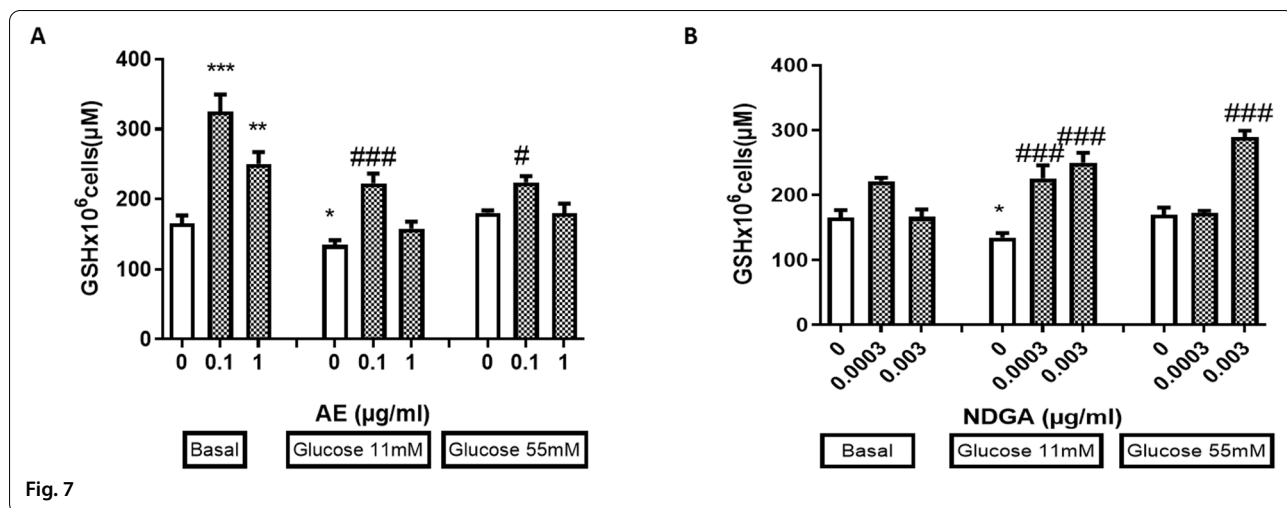 A
400
300
200
100
0
GSHx10⁶cells(µM)
***
**
*
###
#
0 0.1 1 0 0.1 1 0 0.1 1
AE (µg/ml)
Basal Glucose 11mM Glucose 55mM
B
400
300
200
100
0
GSHx10⁶cells(µM)
*
###
###
###
0 0.0003 0.003 0 0.0003 0.003 0 0.0003 0.003
NDGA (µg/ml)
Basal Glucose 11mM Glucose 55mM
Fig. 7